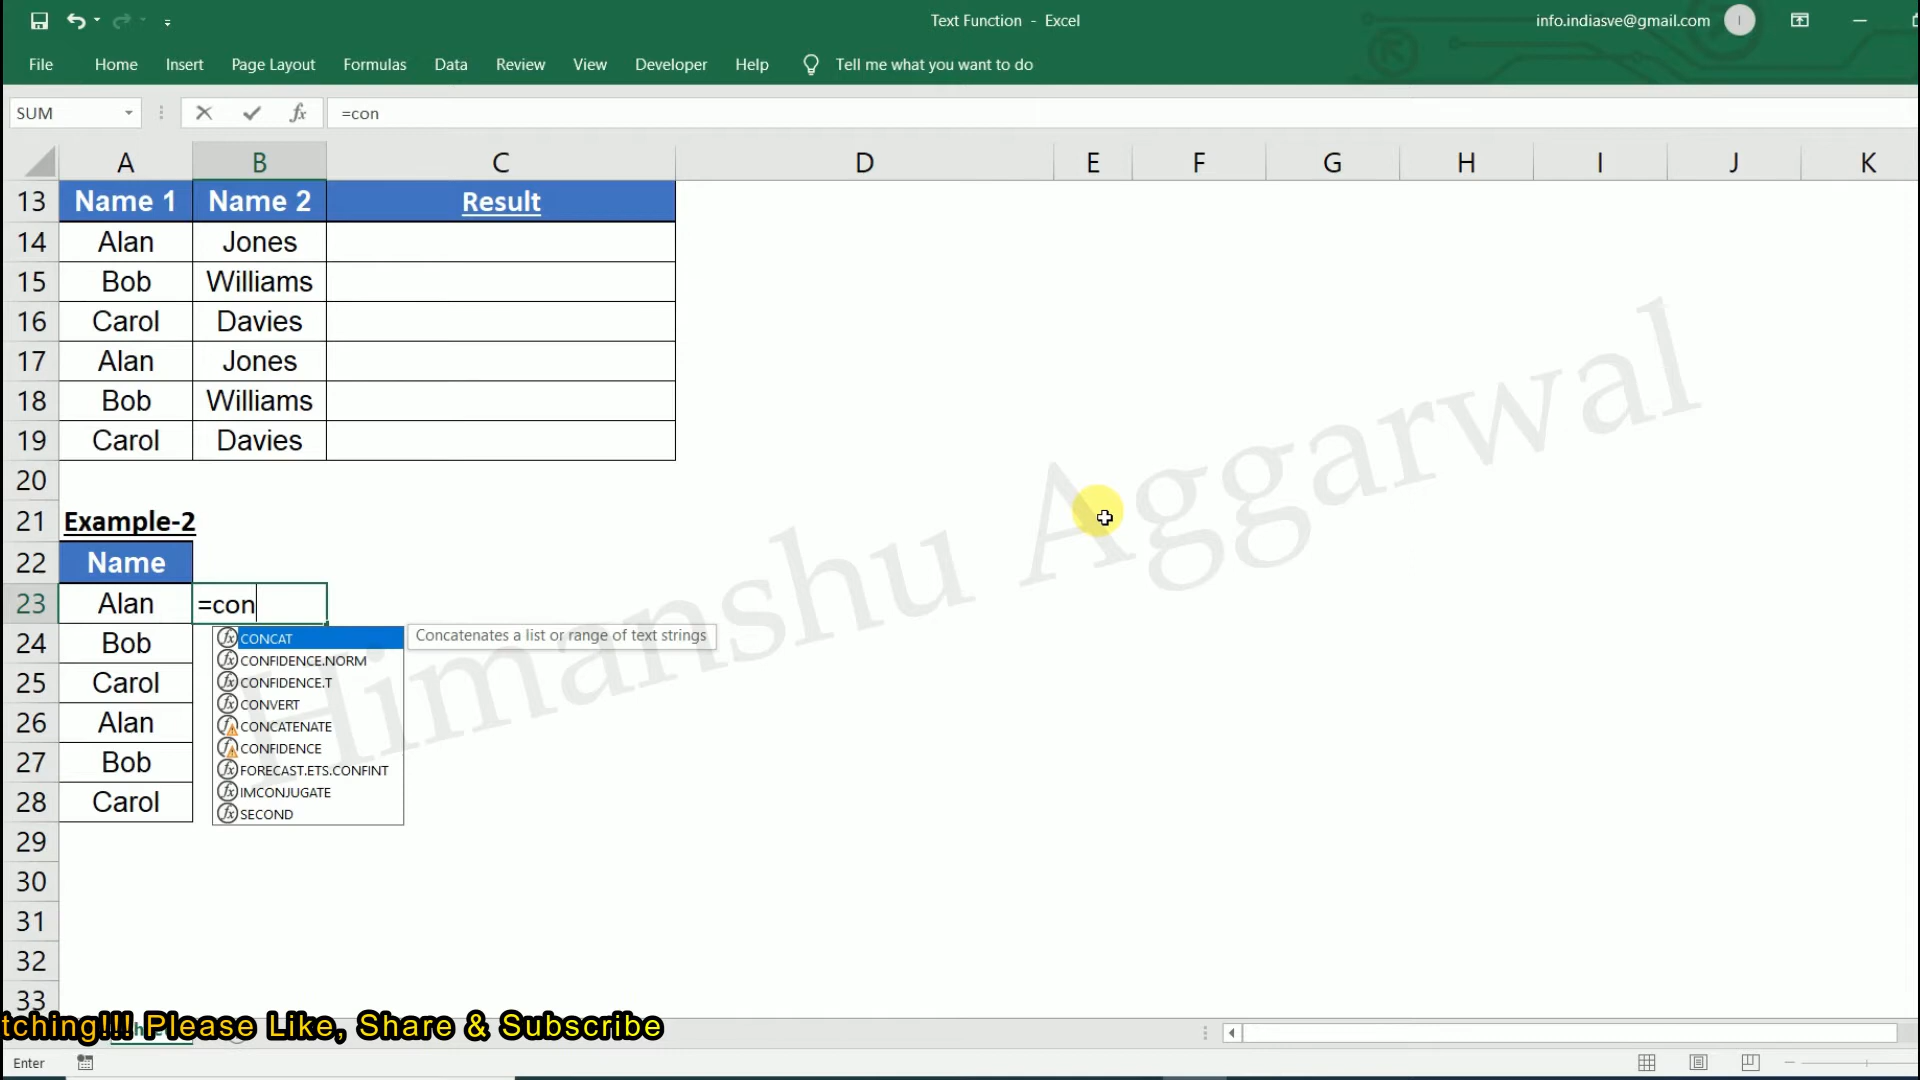 Text Function - Excel
info.indiasve@gmail.com
I
File Home Insert Page Layout Formulas Data Review View Developer Help Tell me what you want to do
SUM
fx
=con
A B C D E F G H I J K
13 Name 1 Name 2 Result
14 Alan Jones
15 Bob Williams
16 Carol Davies
17 Alan Jones
18 Bob Williams
19 Carol Davies
20
21 Example-2
22 Name
23 Alan =con
24 Bob
25 Carol
26 Alan
27 Bob
28 Carol
29
30
31
32
33
CONCAT
Concatenates a list or range of text strings
CONFIDENCE.NORM
CONFIDENCE.T
CONVERT
CONCATENATE
CONFIDENCE
FORECAST.ETS.CONFINT
IMCONJUGATE
SECOND
Himanshu Aggarwal
tching!!! Please Like, Share & Subscribe
Enter